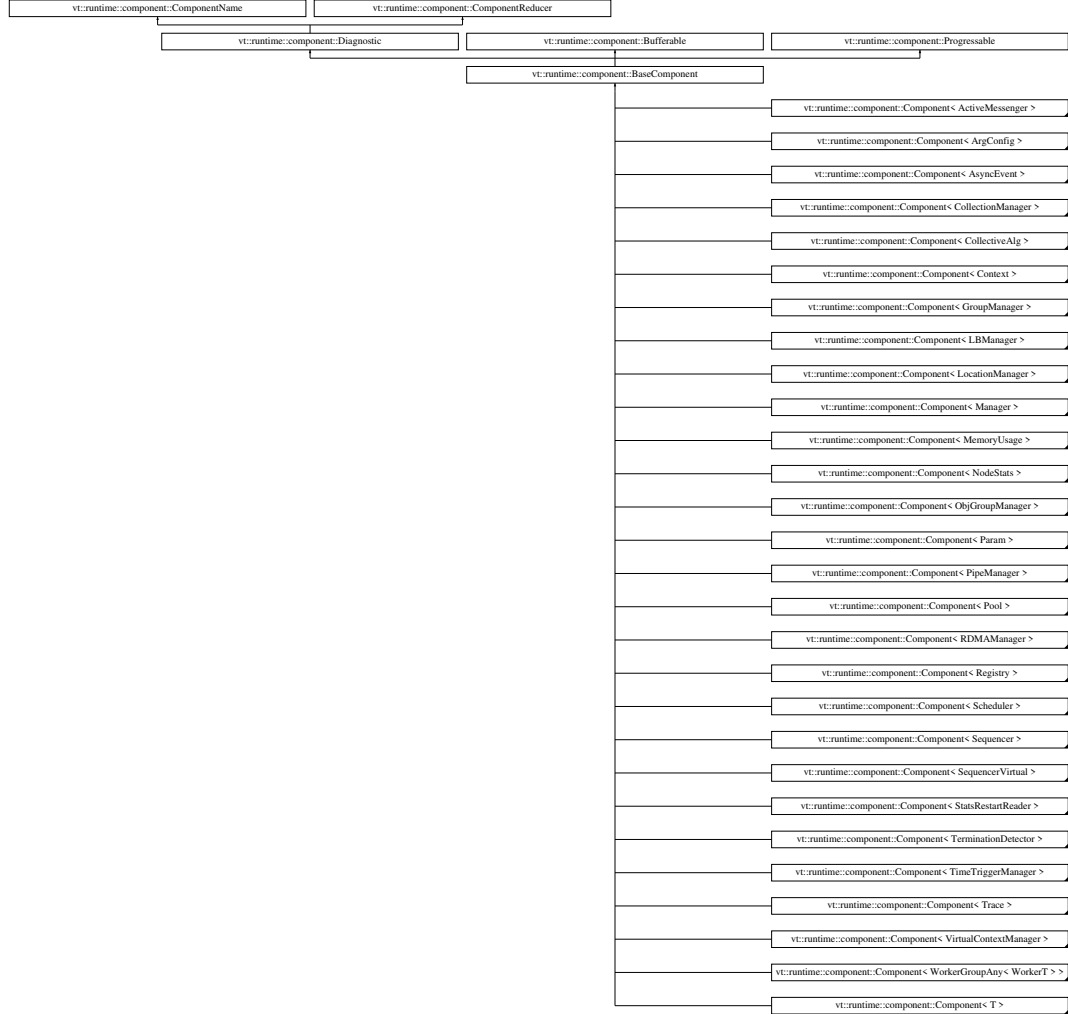 vt::runtime::component::ComponentName
vt::runtime::component::ComponentReducer
vt::runtime::component::Diagnostic
vt::runtime::component::Bufferable
vt::runtime::component::Progressable
vt::runtime::component::BaseComponent
vt::runtime::component::Component< ActiveMessenger >
vt::runtime::component::Component< ArgConfig >
vt::runtime::component::Component< AsyncEvent >
vt::runtime::component::Component< CollectionManager >
vt::runtime::component::Component< CollectiveAlg >
vt::runtime::component::Component< Context >
vt::runtime::component::Component< GroupManager >
vt::runtime::component::Component< LBManager >
vt::runtime::component::Component< LocationManager >
vt::runtime::component::Component< Manager >
vt::runtime::component::Component< MemoryUsage >
vt::runtime::component::Component< NodeStats >
vt::runtime::component::Component< ObjGroupManager >
vt::runtime::component::Component< Param >
vt::runtime::component::Component< PipeManager >
vt::runtime::component::Component< Pool >
vt::runtime::component::Component< RDMAManager >
vt::runtime::component::Component< Registry >
vt::runtime::component::Component< Scheduler >
vt::runtime::component::Component< Sequencer >
vt::runtime::component::Component< SequencerVirtual >
vt::runtime::component::Component< StatsRestartReader >
vt::runtime::component::Component< TerminationDetector >
vt::runtime::component::Component< TimeTriggerManager >
vt::runtime::component::Component< Trace >
vt::runtime::component::Component< VirtualContextManager >
vt::runtime::component::Component< WorkerGroupAny< WorkerT > >
vt::runtime::component::Component< T >